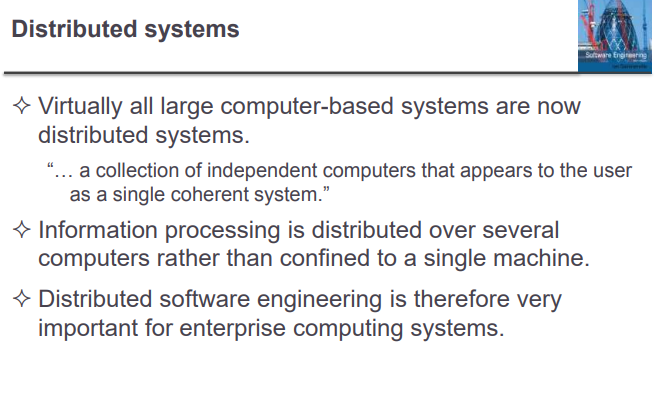 Distributed systems
Software Engineering
✧ Virtually all large computer-based systems are now
distributed systems.
“… a collection of independent computers that appears to the user
as a single coherent system.”
✧ Information processing is distributed over several
computers rather than confined to a single machine.
✧ Distributed software engineering is therefore very
important for enterprise computing systems.